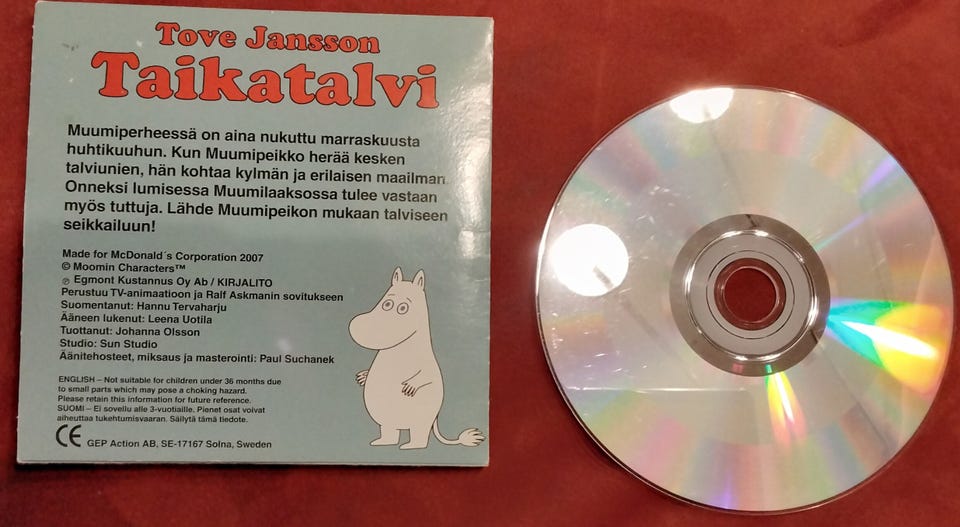 Tove Jansson
Taikatalvi
Muumiperheessä on aina nukuttu marraskuusta
huhtikuuhun. Kun Muumipeikko herää kesken
talviunien, hän kohtaa kylmän ja erilaisen maailman.
Onneksi lumisessa Muumilaaksossa tulee vastaan
myös tuttuja. Lähde Muumipeikon mukaan talviseen
seikkailuun!
Made for McDonald´s Corporation 2007
© Moomin Characters™
℗ Egmont Kustannus Oy Ab / KIRJALITO
Perustuu TV-animaatioon ja Ralf Askmanin sovitukseen
Suomentanut: Hannu Tervaharju
Ääneen lukenut: Leena Uotila
Tuottanut: Johanna Olsson
Studio: Sun Studio
Äänitehosteet, miksaus ja masterointi: Paul Suchanek
ENGLISH – Not suitable for children under 36 months due
to small parts which may pose a choking hazard.
Please retain this information for future reference.
SUOMI – Ei sovellu alle 3-vuotiaille. Pienet osat voivat
aiheuttaa tukehtumisvaaran. Säilytä tämä tiedote.
CE GEP Action AB, SE-17167 Solna, Sweden